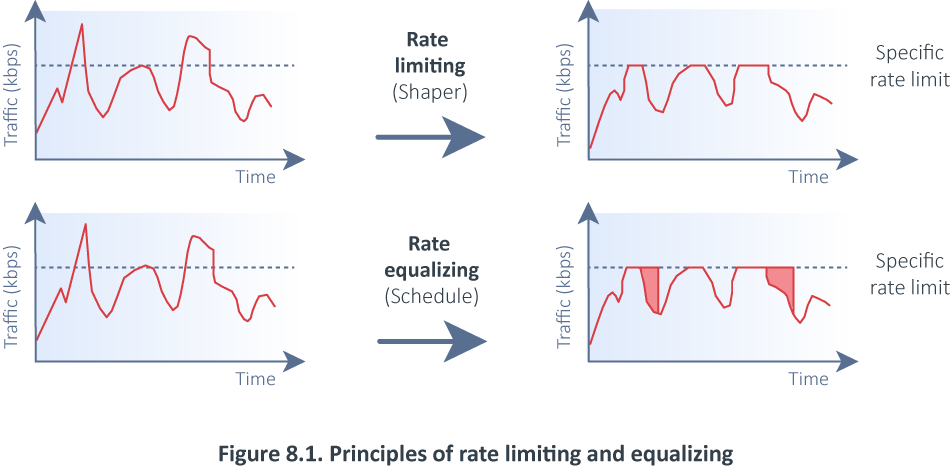 Traffic (kbps)
Time
Rate
limiting
(Shaper)
Traffic (kbps)
Time
Specific
rate limit
Traffic (kbps)
Time
Rate
equalizing
(Schedule)
Traffic (kbps)
Time
Specific
rate limit
Figure 8.1. Principles of rate limiting and equalizing